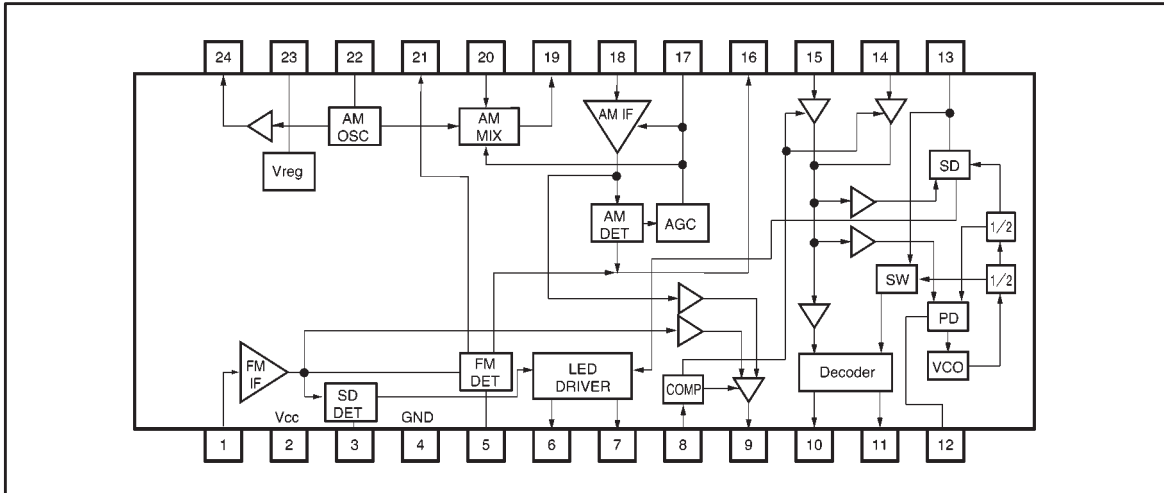 24 23 22 21 20 19 18 17 16 15 14 13
AM
OSC
AM
MIX
AM IF
Vreg
SD
AM
DET
AGC
1/2
SW
1/2
PD
FM
IF
FM
DET
LED
DRIVER
COMP
Decoder
VCO
SD
DET
Vcc
GND
1 2 3 4 5 6 7 8 9 10 11 12